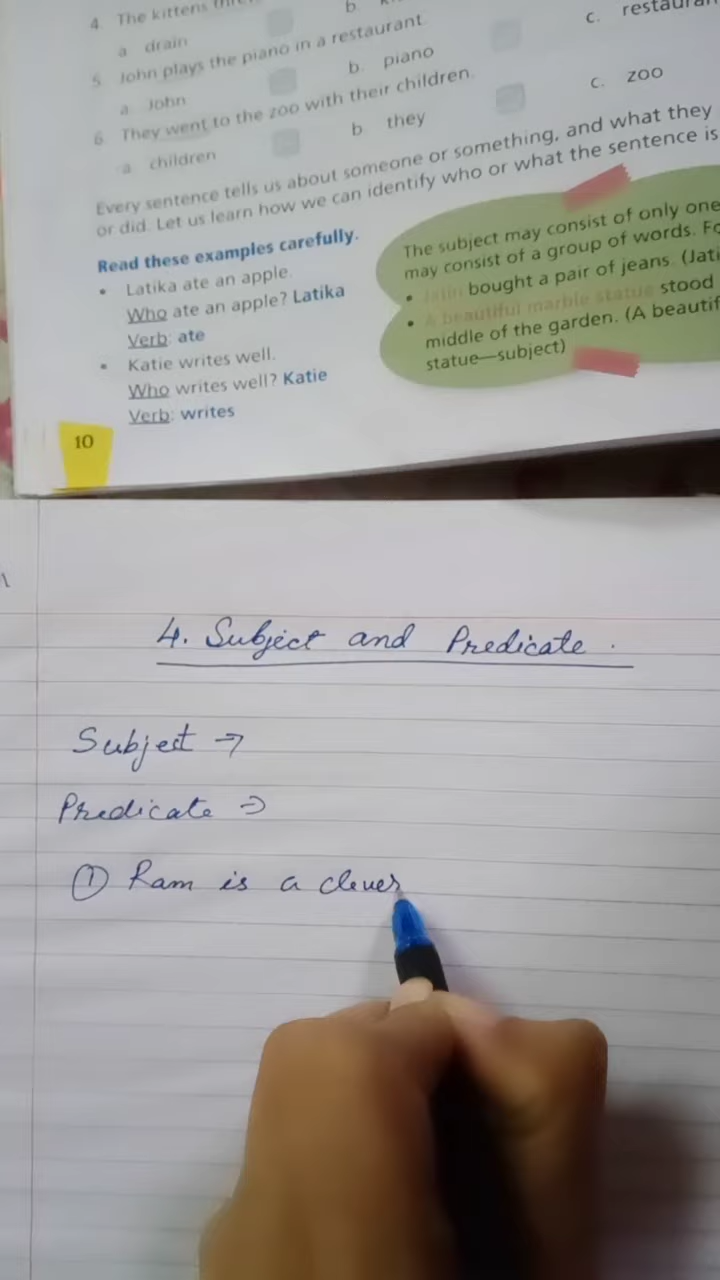 4. The kittens
b.
a. drain
5. John plays the piano in a restaurant.
c. restauran
a. John
b. piano
6. They went to the zoo with their children.
c. zoo
a. children
b. they
Every sentence tells us about someone or something, and what they
or did. Let us learn how we can identify who or what the sentence is
Read these examples carefully.
• Latika ate an apple.
Who ate an apple? Latika
Verb: ate
• Katie writes well.
Who writes well? Katie
Verb: writes
The subject may consist of only one
may consist of a group of words. Fo
• Jatin bought a pair of jeans. (Jati
• A beautiful marble statue stood
middle of the garden. (A beautif
statue—subject)
10
4. Subject and Predicate.
Subject →
Predicate ⇒
① Ram is a clever